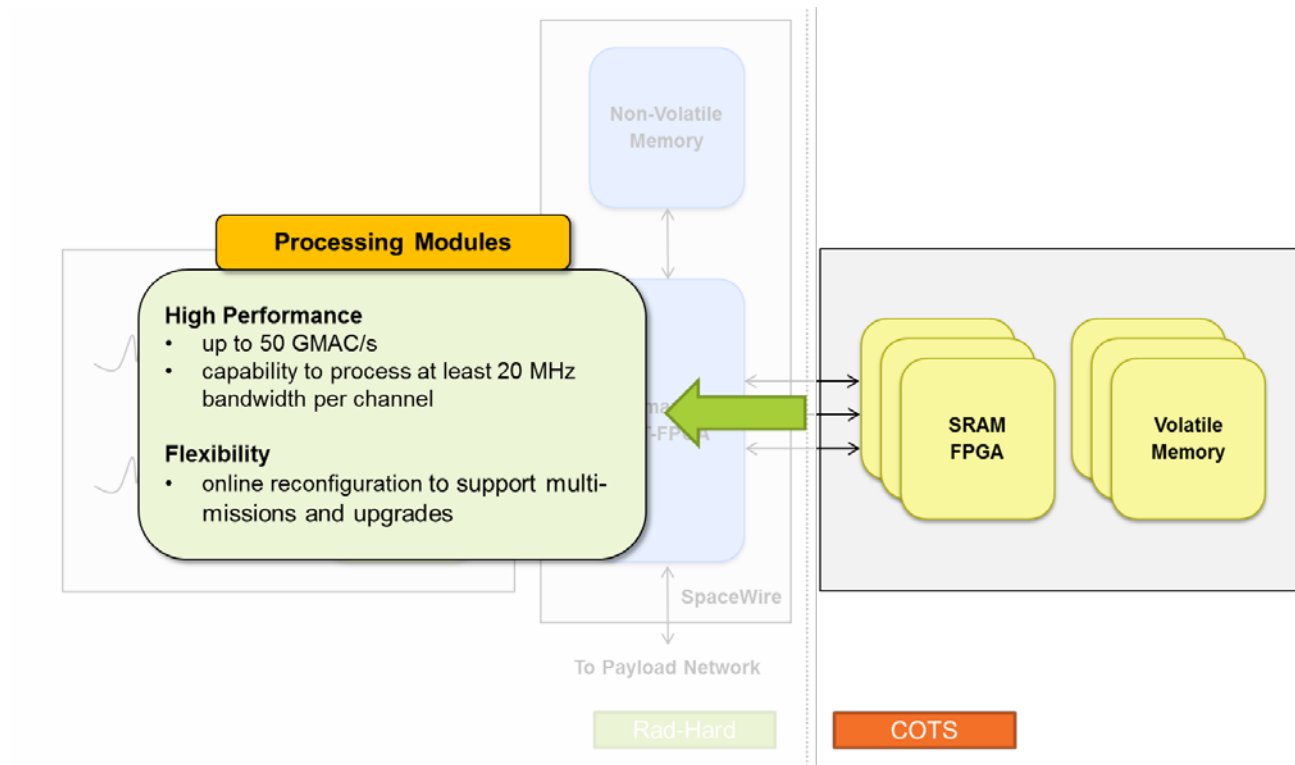 Non-Volatile
Memory
Processing Modules
High Performance
• up to 50 GMAC/s
• capability to process at least 20 MHz
bandwidth per channel
Flexibility
• online reconfiguration to support multi-
missions and upgrades
-FPGA
SRAM
FPGA
Volatile
Memory
SpaceWire
To Payload Network
Rad-Hard
COTS